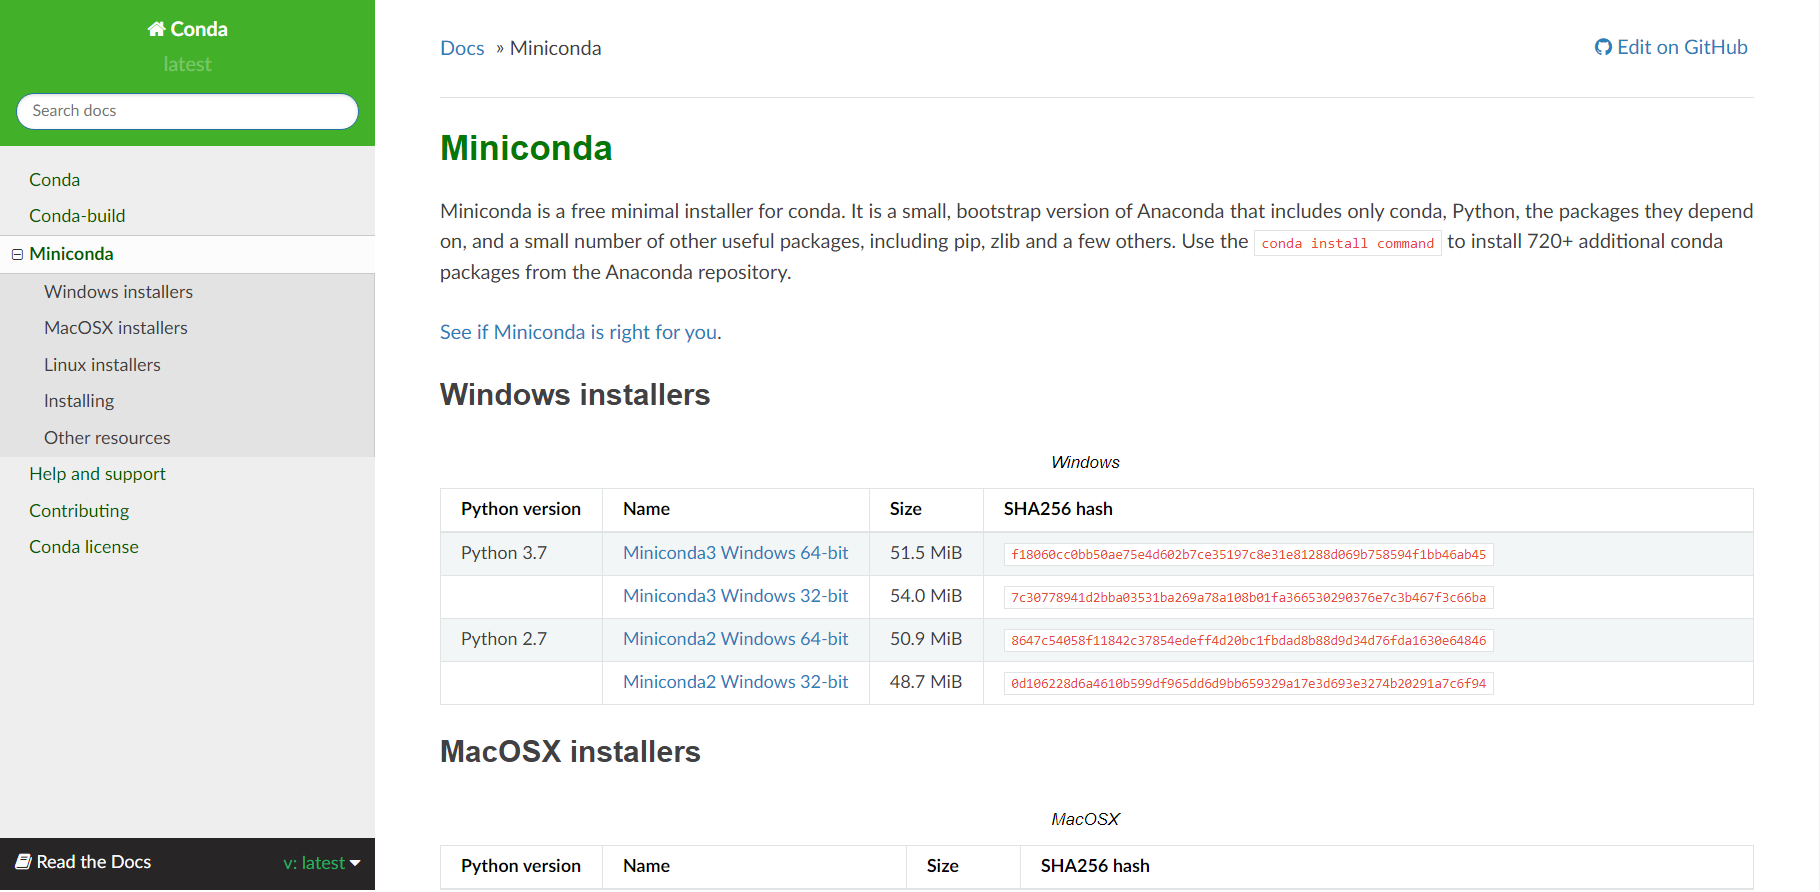 Conda
latest
Search docs
Conda
Conda-build
Miniconda
Windows installers
MacOSX installers
Linux installers
Installing
Other resources
Help and support
Contributing
Conda license
Read the Docs v: latest
Docs » Miniconda Edit on GitHub
Miniconda
Miniconda is a free minimal installer for conda. It is a small, bootstrap version of Anaconda that includes only conda, Python, the packages they depend
on, and a small number of other useful packages, including pip, zlib and a few others. Use the conda install command to install 720+ additional conda
packages from the Anaconda repository.
See if Miniconda is right for you.
Windows installers
Windows
Python version Name Size SHA256 hash
Python 3.7 Miniconda3 Windows 64-bit 51.5 MiB f18060cc0bb50ae75e4d602b7ce35197c8e31e81288d069b758594f1bb46ab45
Miniconda3 Windows 32-bit 54.0 MiB 7c30778941d2bba03531ba269a78a108b01fa366530290376e7c3b467f3c66ba
Python 2.7 Miniconda2 Windows 64-bit 50.9 MiB 8647c54058f11842c37854edeff4d20bc1fbdad8b88d9d34d76fda1630e64846
Miniconda2 Windows 32-bit 48.7 MiB 0d106228d6a4610b599df965dd6d9bb659329a17e3d693e3274b20291a7c6f94
MacOSX installers
MacOSX
Python version Name Size SHA256 hash